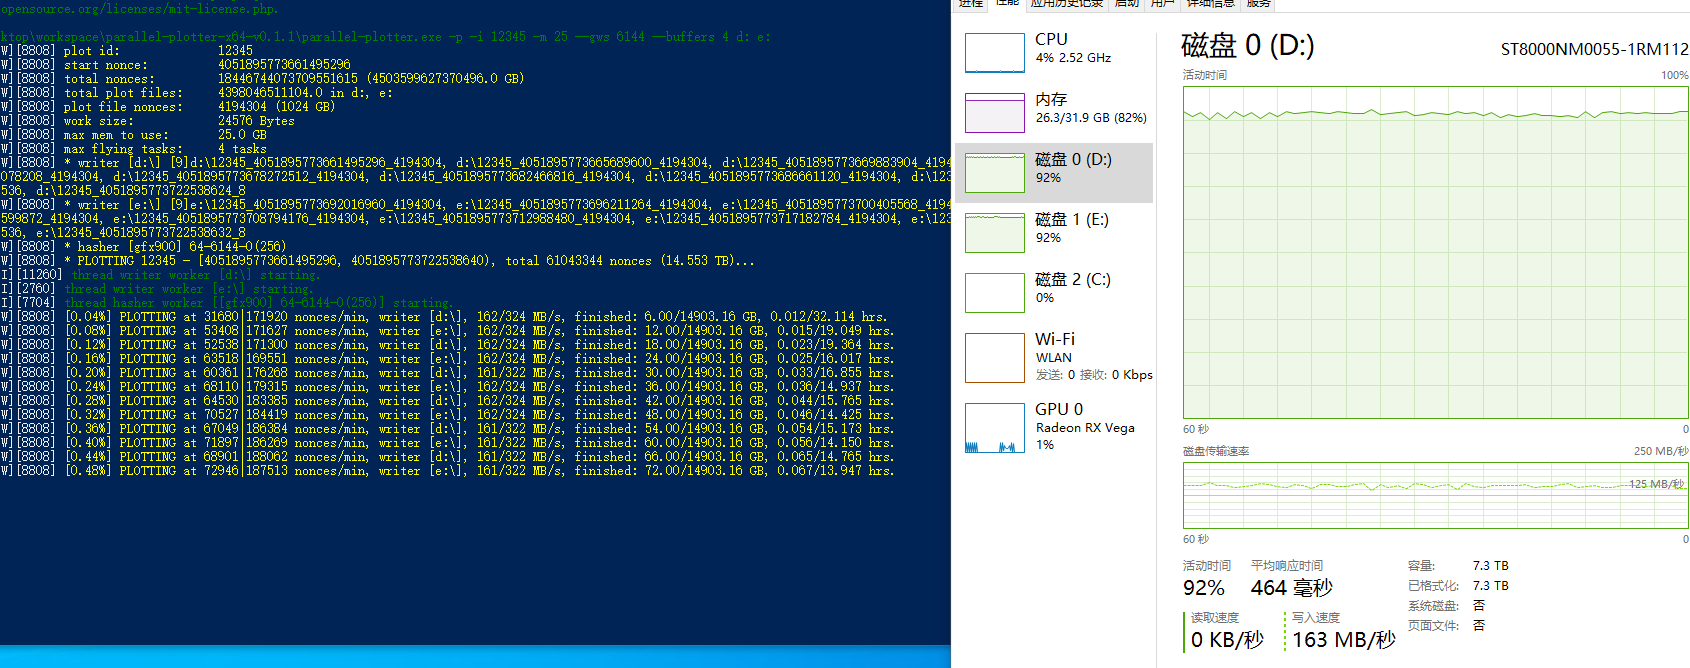 opensource.org/licenses/mit-license.php.
ktop\workspace\parallel-plotter-x64-v0.1.1\parallel-plotter.exe -p -i 12345 -m 25 --gws 6144 --buffers 4 d: e:
W][8808] plot id: 12345
W][8808] start nonce: 4051895773661495296
W][8808] total nonces: 18446744073709551615 (4503599627370496.0 GB)
W][8808] total plot files: 4398046511104.0 in d:, e:
W][8808] plot file nonces: 4194304 (1024 GB)
W][8808] work size: 24576 Bytes
W][8808] max mem to use: 25.0 GB
W][8808] max flying tasks: 4 tasks
W][8808] * writer [d:\] [9]d:\12345_4051895773661495296_4194304, d:\12345_4051895773665689600_4194304, d:\12345_4051895773669883904_4194
078208_4194304, d:\12345_4051895773678272512_4194304, d:\12345_4051895773682466816_4194304, d:\12345_4051895773686661120_4194304, d:\123
536, d:\12345_4051895773722538624_8
W][8808] * writer [e:\] [9]e:\12345_4051895773692016960_4194304, e:\12345_4051895773696211264_4194304, e:\12345_4051895773700405568_4194
599872_4194304, e:\12345_4051895773708794176_4194304, e:\12345_4051895773712988480_4194304, e:\12345_4051895773717182784_4194304, e:\123
536, e:\12345_4051895773722538632_8
W][8808] * hasher [gfx900] 64-6144-0(256)
W][8808] * PLOTTING 12345 - [4051895773661495296, 4051895773722538640), total 61043344 nonces (14.553 TB)...
I][11260] thread writer worker [d:\] starting.
I][2760] thread writer worker [e:\] starting.
I][7704] thread hasher worker [[gfx900] 64-6144-0(256)] starting.
W][8808] [0.04%] PLOTTING at 31680|171920 nonces/min, writer [d:\], 162/324 MB/s, finished: 6.00/14903.16 GB, 0.012/32.114 hrs.
W][8808] [0.08%] PLOTTING at 53408|171627 nonces/min, writer [e:\], 162/324 MB/s, finished: 12.00/14903.16 GB, 0.015/19.049 hrs.
W][8808] [0.12%] PLOTTING at 52538|171300 nonces/min, writer [d:\], 162/324 MB/s, finished: 18.00/14903.16 GB, 0.023/19.364 hrs.
W][8808] [0.16%] PLOTTING at 63518|169551 nonces/min, writer [e:\], 162/324 MB/s, finished: 24.00/14903.16 GB, 0.025/16.017 hrs.
W][8808] [0.20%] PLOTTING at 60361|176268 nonces/min, writer [d:\], 161/322 MB/s, finished: 30.00/14903.16 GB, 0.033/16.855 hrs.
W][8808] [0.24%] PLOTTING at 68110|179315 nonces/min, writer [e:\], 162/324 MB/s, finished: 36.00/14903.16 GB, 0.036/14.937 hrs.
W][8808] [0.28%] PLOTTING at 64530|183385 nonces/min, writer [d:\], 162/324 MB/s, finished: 42.00/14903.16 GB, 0.044/15.765 hrs.
W][8808] [0.32%] PLOTTING at 70527|184419 nonces/min, writer [e:\], 162/324 MB/s, finished: 48.00/14903.16 GB, 0.046/14.425 hrs.
W][8808] [0.36%] PLOTTING at 67049|186384 nonces/min, writer [d:\], 161/322 MB/s, finished: 54.00/14903.16 GB, 0.054/15.173 hrs.
W][8808] [0.40%] PLOTTING at 71897|186269 nonces/min, writer [e:\], 161/322 MB/s, finished: 60.00/14903.16 GB, 0.056/14.150 hrs.
W][8808] [0.44%] PLOTTING at 68901|188062 nonces/min, writer [d:\], 161/322 MB/s, finished: 66.00/14903.16 GB, 0.065/14.765 hrs.
W][8808] [0.48%] PLOTTING at 72946|187513 nonces/min, writer [e:\], 161/322 MB/s, finished: 72.00/14903.16 GB, 0.067/13.947 hrs.
进程 性能 应用历史记录 启动 用户 详细信息 服务
CPU
4% 2.52 GHz
内存
26.3/31.9 GB (82%)
磁盘 0 (D:)
92%
磁盘 1 (E:)
92%
磁盘 2 (C:)
0%
Wi-Fi
WLAN
发送: 0 接收: 0 Kbps
GPU 0
Radeon RX Vega
1%
磁盘 0 (D:)
ST8000NM0055-1RM112
活动时间 100%
60 秒 0
磁盘传输速率 250 MB/秒
125 MB/秒
60 秒 0
活动时间 平均响应时间
92% 464 毫秒
读取速度 写入速度
0 KB/秒 163 MB/秒
容量: 7.3 TB
已格式化: 7.3 TB
系统磁盘: 否
页面文件: 否